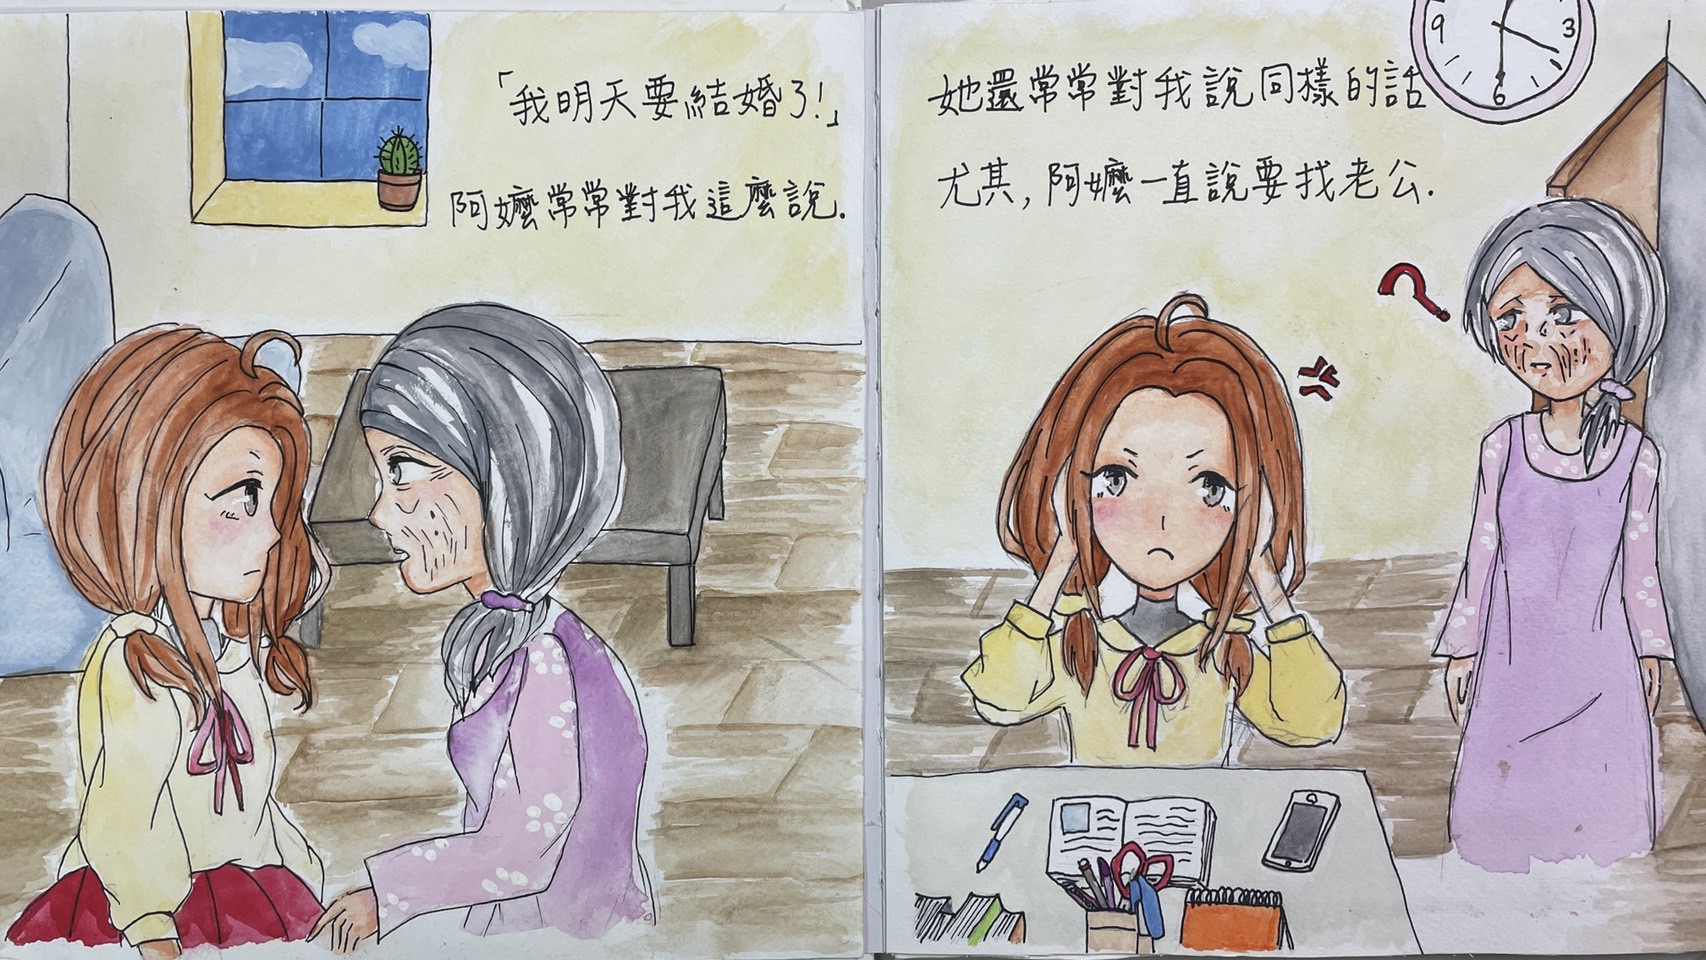 「我明天要結婚了!」
阿嬤常常對我這麼說.
她還常常對我說同樣的話
尤其,阿嬤一直說要找老公.
9
3
6
?